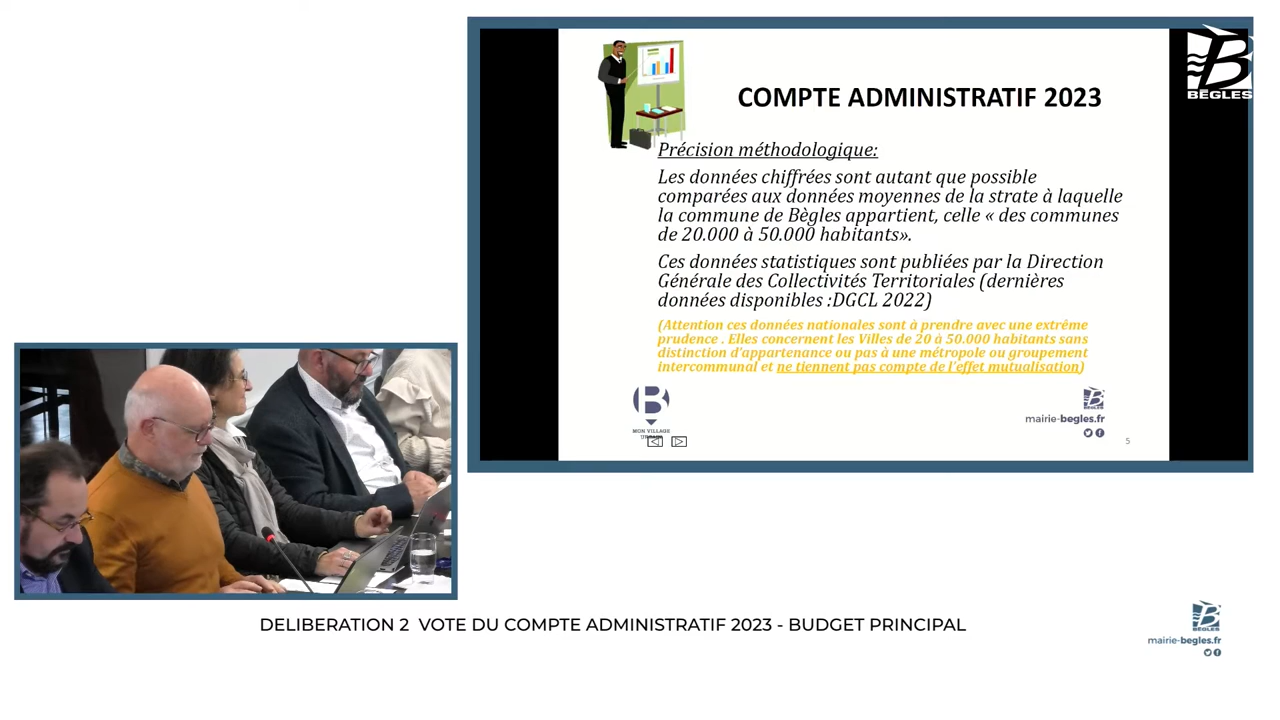 BEGLES
COMPTE ADMINISTRATIF 2023
Précision méthodologique:
Les données chiffrées sont autant que possible
comparées aux données moyennes de la strate à laquelle
la commune de Bègles appartient, celle « des communes
de 20.000 à 50.000 habitants».
Ces données statistiques sont publiées par la Direction
Générale des Collectivités Territoriales (dernières
données disponibles :DGCL 2022)
(Attention ces données nationales sont à prendre avec une extrême
prudence . Elles concernent les Villes de 20 à 50.000 habitants sans
distinction d'appartenance ou pas à une métropole ou groupement
intercommunal et ne tiennent pas compte de l'effet mutualisation)
MON VILLAGE
BEGLES
mairie-begles.fr
5
DELIBERATION 2 VOTE DU COMPTE ADMINISTRATIF 2023 - BUDGET PRINCIPAL
BEGLES
mairie-begles.fr